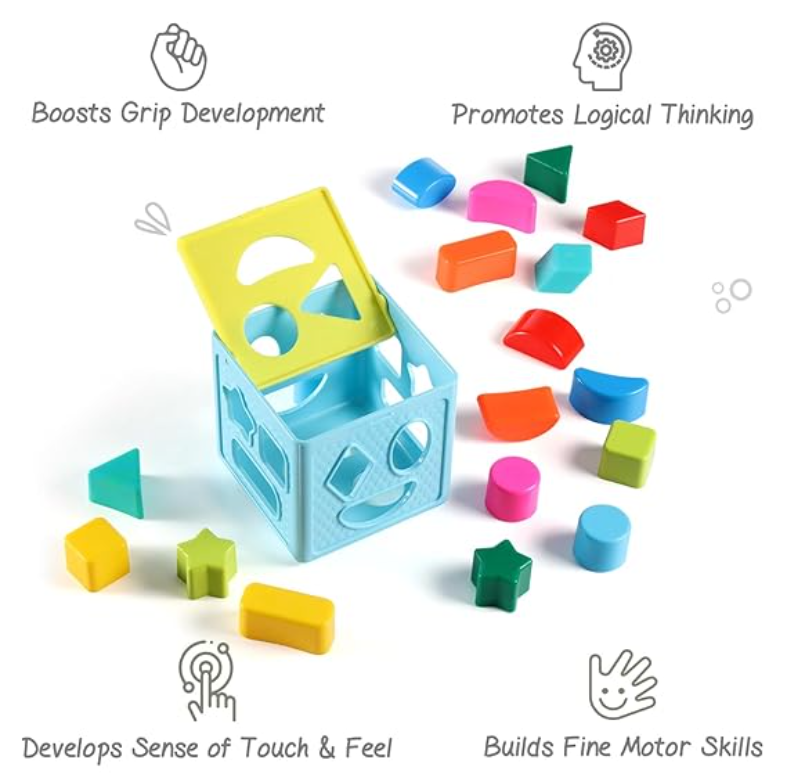 Boosts Grip Development
Promotes Logical Thinking
Develops Sense of Touch & Feel
Builds Fine Motor Skills